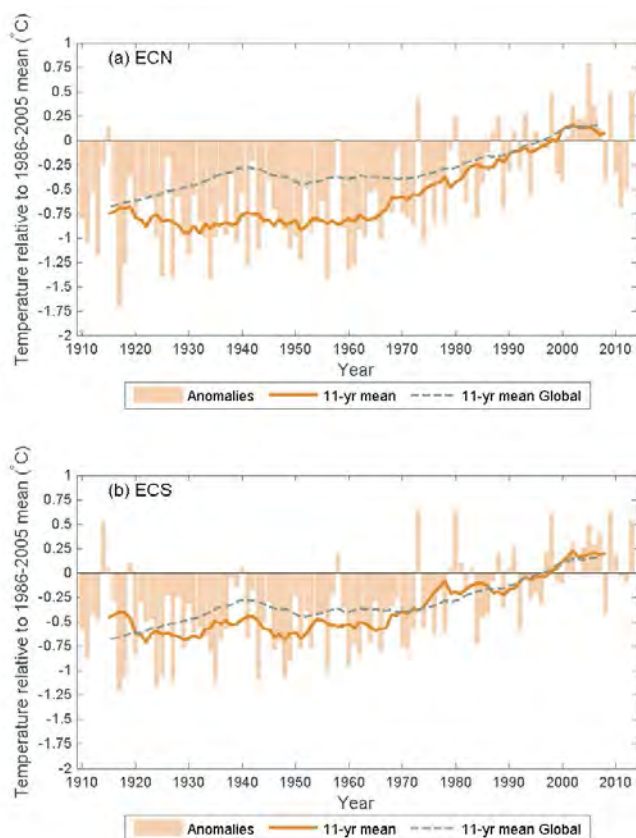 (a) ECN
Temperature relative to 1986-2005 mean (°C)
1
0.75
0.5
0.25
0
-0.25
-0.5
-0.75
-1
-1.25
-1.5
-1.75
-2
1910 1920 1930 1940 1950 1960 1970 1980 1990 2000 2010
Year
Anomalies 11-yr mean 11-yr mean Global
(b) ECS
Temperature relative to 1986-2005 mean (°C)
1
0.75
0.5
0.25
0
-0.25
-0.5
-0.75
-1
-1.25
-1.5
-1.75
-2
1910 1920 1930 1940 1950 1960 1970 1980 1990 2000 2010
Year
Anomalies 11-yr mean 11-yr mean Global